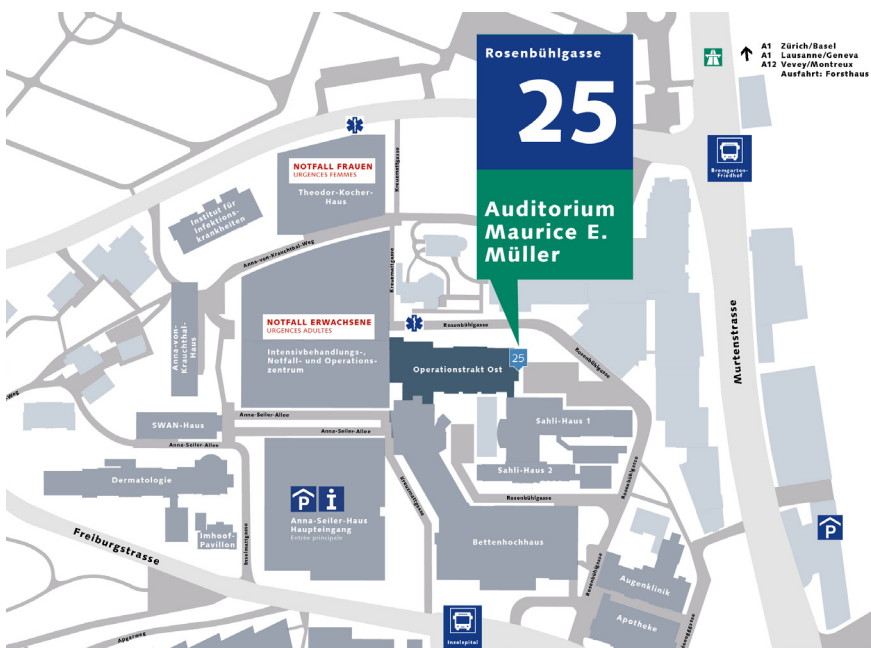 Rosenbühlgasse
25
Auditorium
Maurice E.
Müller
A1 Zürich/Basel
A1 Lausanne/Geneva
A12 Vevey/Montreux
Ausfahrt: Forsthaus
Bremgarten-
Friedhof
NOTFALL FRAUEN
URGENCES FEMMES
Theodor-Kocher-
Haus
Kreuzmattgasse
Institut für
Infektions-
krankheiten
Anna-von-Krauchthal-Weg
Kreuzmattgasse
NOTFALL ERWACHSENE
URGENCES ADULTES
Intensivbehandlungs-,
Notfall- und Operations-
zentrum
Anna-von-
Krauchthal-
Haus
Rosenbühlgasse
Rosenbühlgasse
Operationstrakt Ost
25
Murtenstrasse
-Weg
Anna-Seiler-Allee
SWAN-Haus
Anna-Seiler-Allee
Anna-Seiler-Allee
Sahli-Haus 1
Sahli-Haus 2
Rosenbühlgasse
Rosenbühlgasse
Dermatologie
P i
Anna-Seiler-Haus
Haupteingang
Entrée principale
Kreuzmattgasse
Imhoof-
Pavillon
Inselmattgasse
Freiburgstrasse
Bettenhochhaus
Rosenbühlgasse
Augenklinik
Apotheke
P
Inselspital
Apgarweg